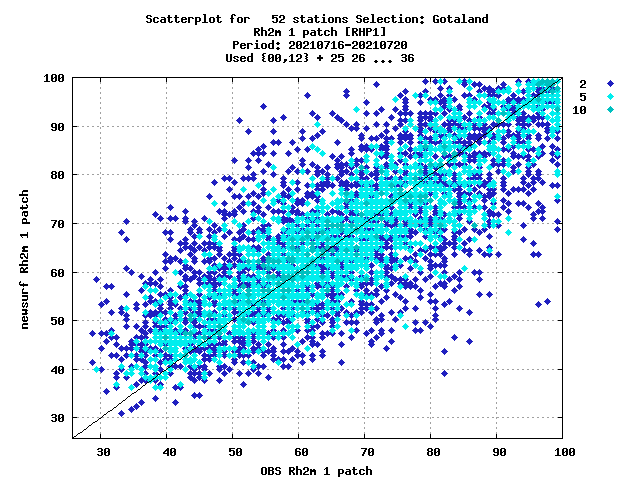 Scatterplot for   52 stations Selection: Gotaland
Rh2m 1 patch [RHP1]
Period: 20210716-20210720
Used {00,12} + 25 26 ... 36
100
90
80
70
60
50
40
30
newsurf Rh2m 1 patch
2
5
10
30 40 50 60 70 80 90 100
OBS Rh2m 1 patch